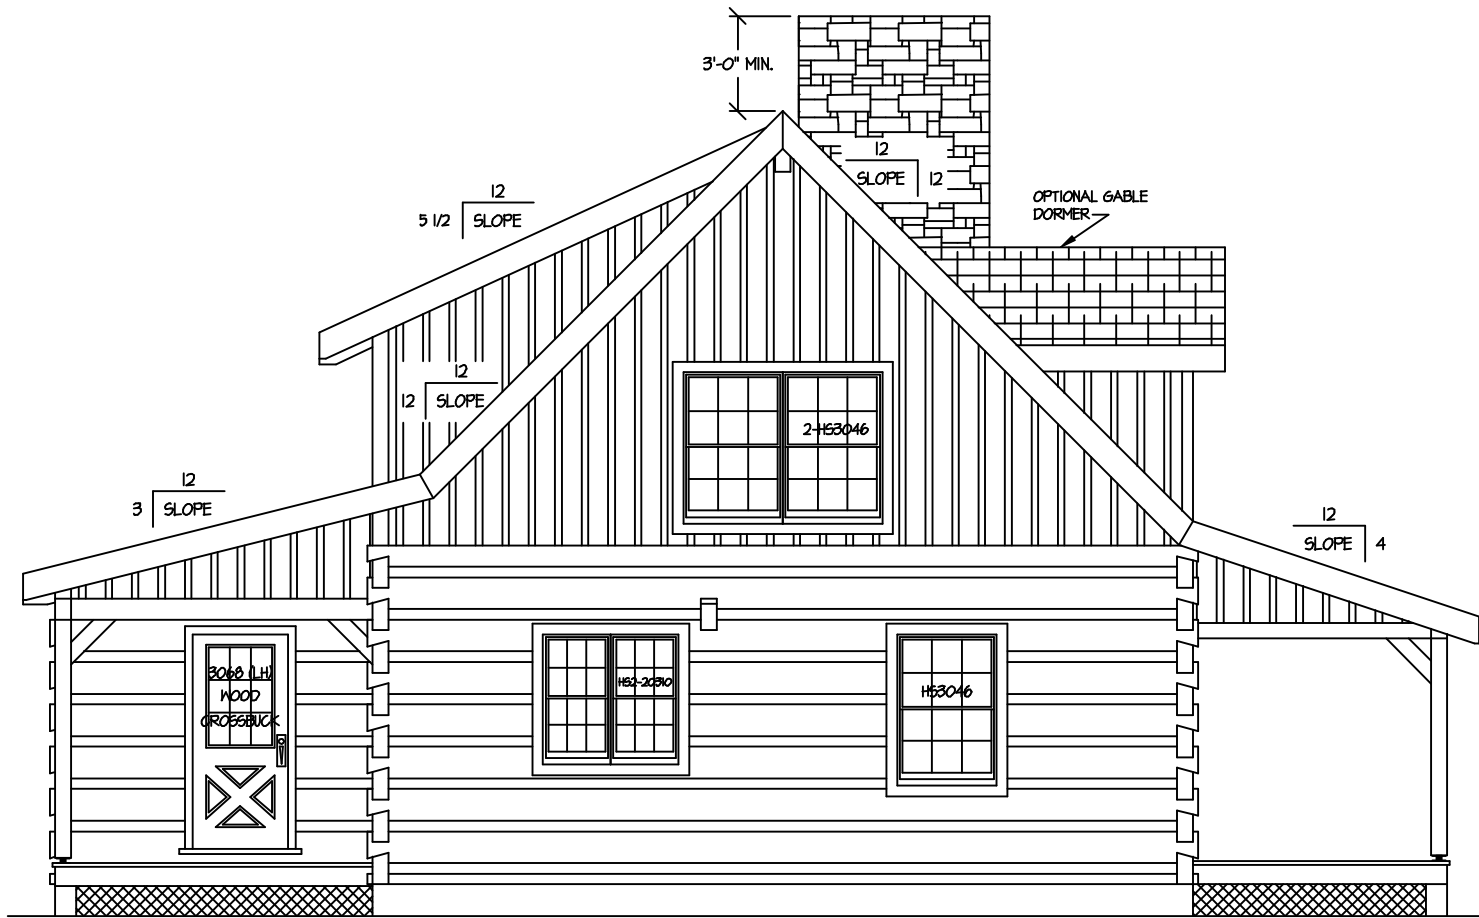 3'-0" MIN.
12
SLOPE 12
OPTIONAL GABLE
DORMER
12
5 1/2 SLOPE
12
12 SLOPE
2-HS3046
12
3 SLOPE
12
SLOPE 4
3068 (LH)
WOOD
CROSSBUCK
HS2-20310
HS3046